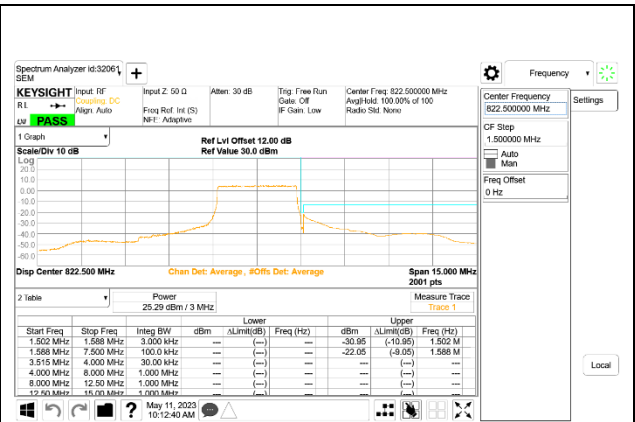 Spectrum Analyzer id:32061
SEM
Frequency
KEYSIGHT Input: RF Input Z: 50 Ω Atten: 30 dB Trig: Free Run Center Freq: 822.500000 MHz
RL Coupling: DC Gate: Off Avg|Hold: 100.00% of 100
Align: Auto Freq Ref: Int (S) IF Gain: Low Radio Std: None
PASS NFE: Adaptive
Center Frequency
822.500000 MHz
Settings
CF Step
1.500000 MHz
Auto
Man
Freq Offset
0 Hz
1 Graph
Ref Lvl Offset 12.00 dB
Scale/Div 10 dB Ref Value 30.0 dBm
Log
20.0
10.0
0.00
-10.0
-20.0
-30.0
-40.0
-50.0
-60.0
Disp Center 822.500 MHz Chan Det: Average, #Offs Det: Average Span 15.000 MHz
2001 pts
2 Table Power Measure Trace
25.29 dBm / 3 MHz Trace 1
Lower Upper
Start Freq Stop Freq Integ BW dBm ΔLimit(dB) Freq (Hz) dBm ΔLimit(dB) Freq (Hz)
1.502 MHz 1.588 MHz 3.000 kHz --- (---) --- -30.95 (-10.95) 1.502 M
1.588 MHz 7.500 MHz 100.0 kHz --- (---) --- -22.05 (-9.05) 1.588 M
3.515 MHz 4.000 MHz 30.00 kHz --- (---) --- --- (---) ---
4.000 MHz 8.000 MHz 1.000 MHz --- (---) --- --- (---) ---
8.000 MHz 12.50 MHz 1.000 MHz --- (---) --- --- (---) ---
12.50 MHz 15.00 MHz 1.000 MHz --- (---) --- --- (---) ---
Local
? May 11, 2023
10:12:40 AM